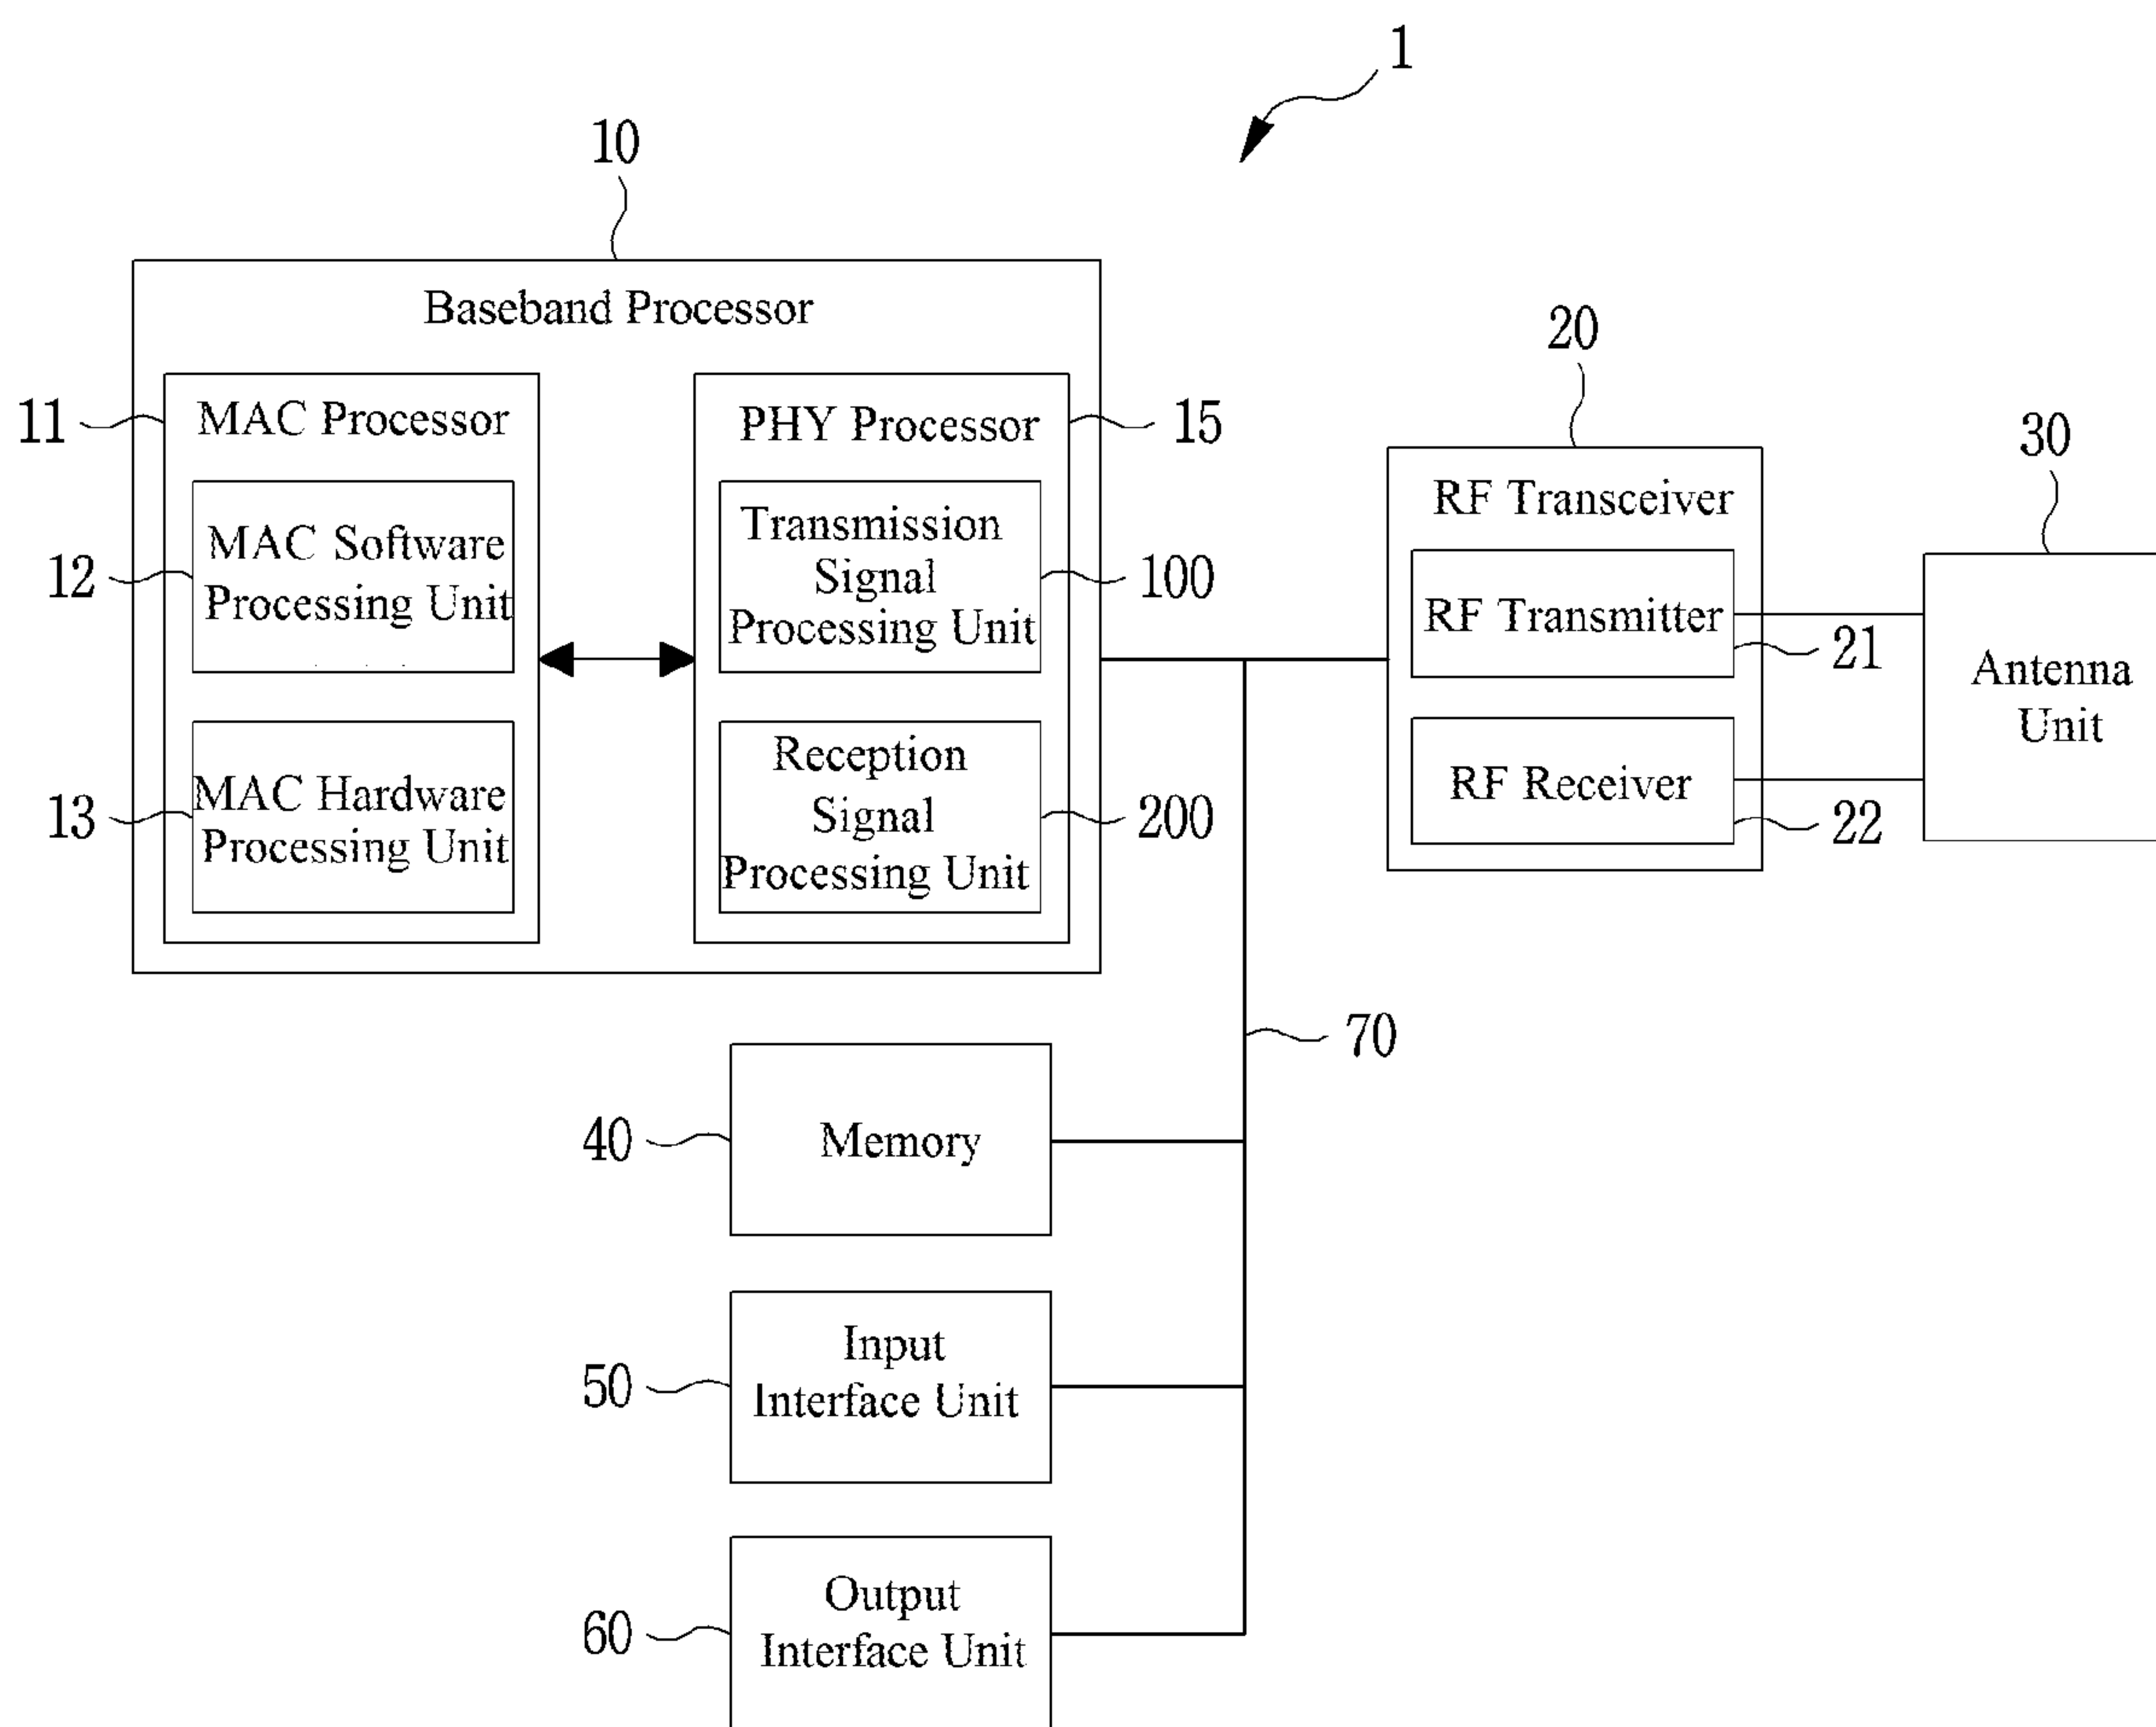 1
10
Baseband Processor
20
11
MAC Processor
PHY Processor
15
30
RF Transceiver
12
MAC Software
Processing Unit
Transmission
Signal
Processing Unit
100
RF Transmitter
21
Antenna
Unit
13
MAC Hardware
Processing Unit
Reception
Signal
Processing Unit
200
RF Receiver
22
70
40
Memory
50
Input
Interface Unit
60
Output
Interface Unit